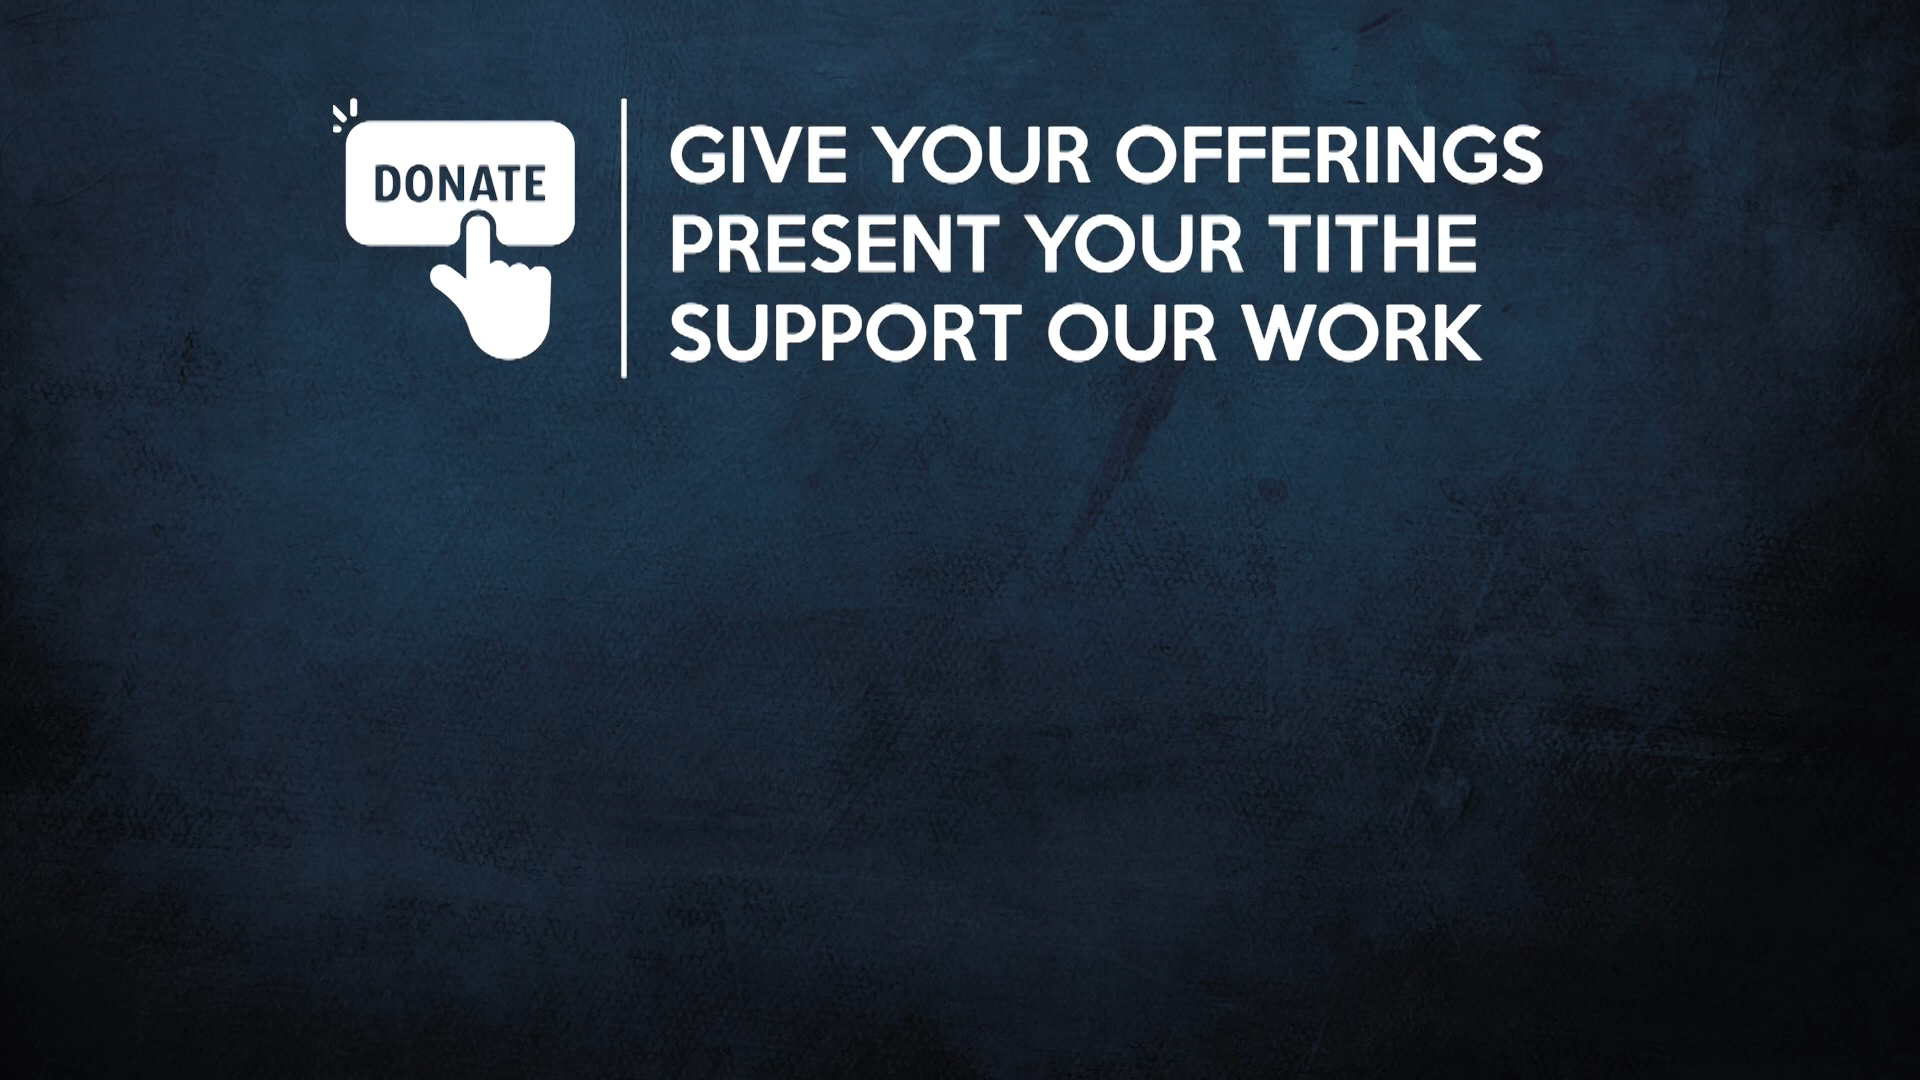 DONATE
GIVE YOUR OFFERINGS
PRESENT YOUR TITHE
SUPPORT OUR WORK